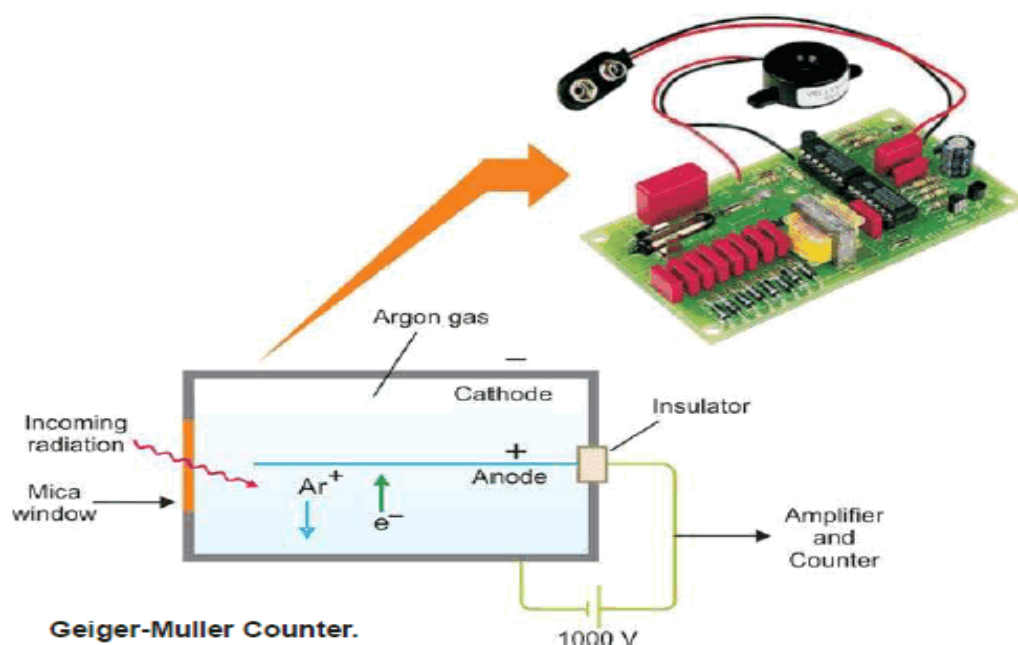 Argon gas
−
Cathode
Incoming
radiation
Insulator
+
Anode
Ar+
e−
Mica
window
Amplifier
and
Counter
Geiger-Muller Counter.
1000 V